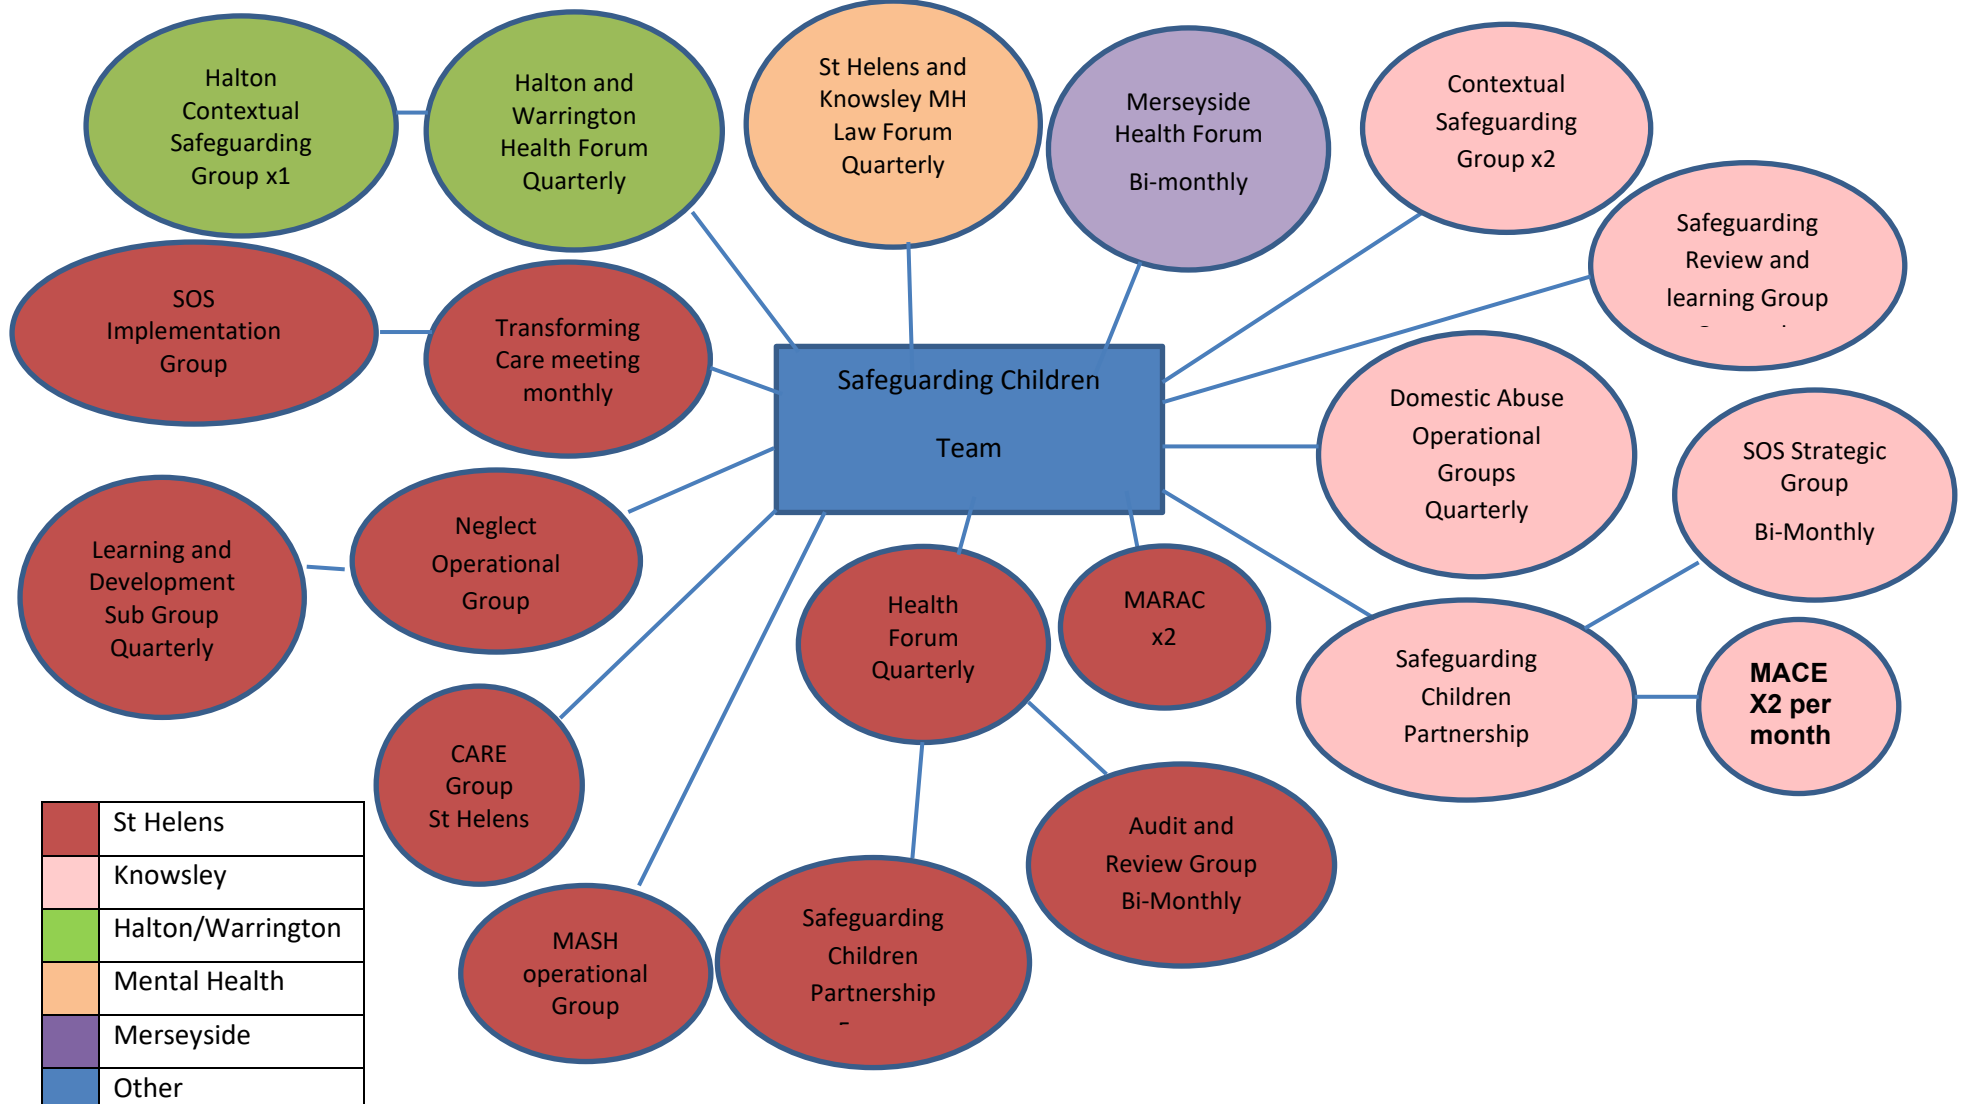 Halton
Contextual
Safeguarding
Group x1
Halton and
Warrington
Health Forum
Quarterly
St Helens and
Knowsley MH
Law Forum
Quarterly
Merseyside
Health Forum
Bi-monthly
Contextual
Safeguarding
Group x2
Safeguarding
Review and
learning Group
SOS
Implementation
Group
Transforming
Care meeting
monthly
Safeguarding Children
Team
Domestic Abuse
Operational
Groups
Quarterly
SOS Strategic
Group
Bi-Monthly
Learning and
Development
Sub Group
Quarterly
Neglect
Operational
Group
Health
Forum
Quarterly
MARAC
x2
Safeguarding
Children
Partnership
MACE
X2 per
month
CARE
Group
St Helens
Audit and
Review Group
Bi-Monthly
MASH
operational
Group
Safeguarding
Children
Partnership
St Helens
Knowsley
Halton/Warrington
Mental Health
Merseyside
Other